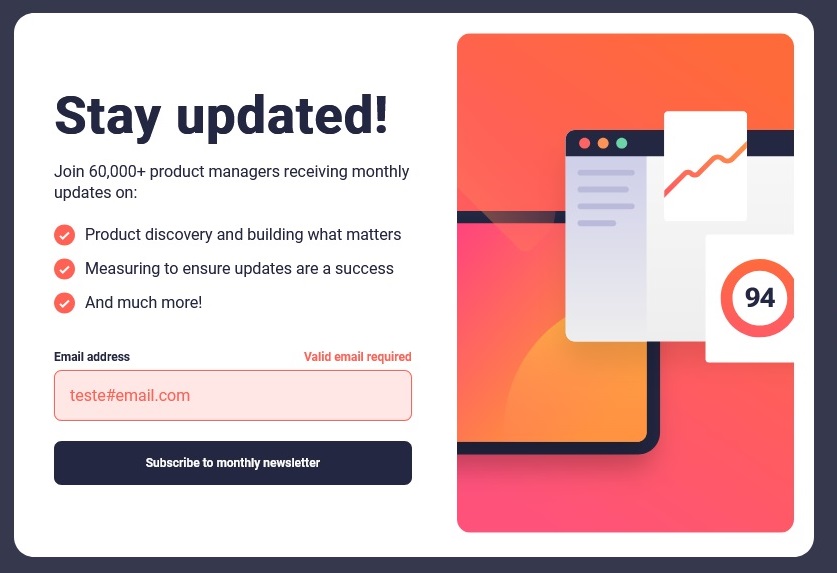 Stay updated!
Join 60,000+ product managers receiving monthly
updates on:
Product discovery and building what matters
Measuring to ensure updates are a success
And much more!
Email address
Valid email required
teste#email.com
Subscribe to monthly newsletter
94